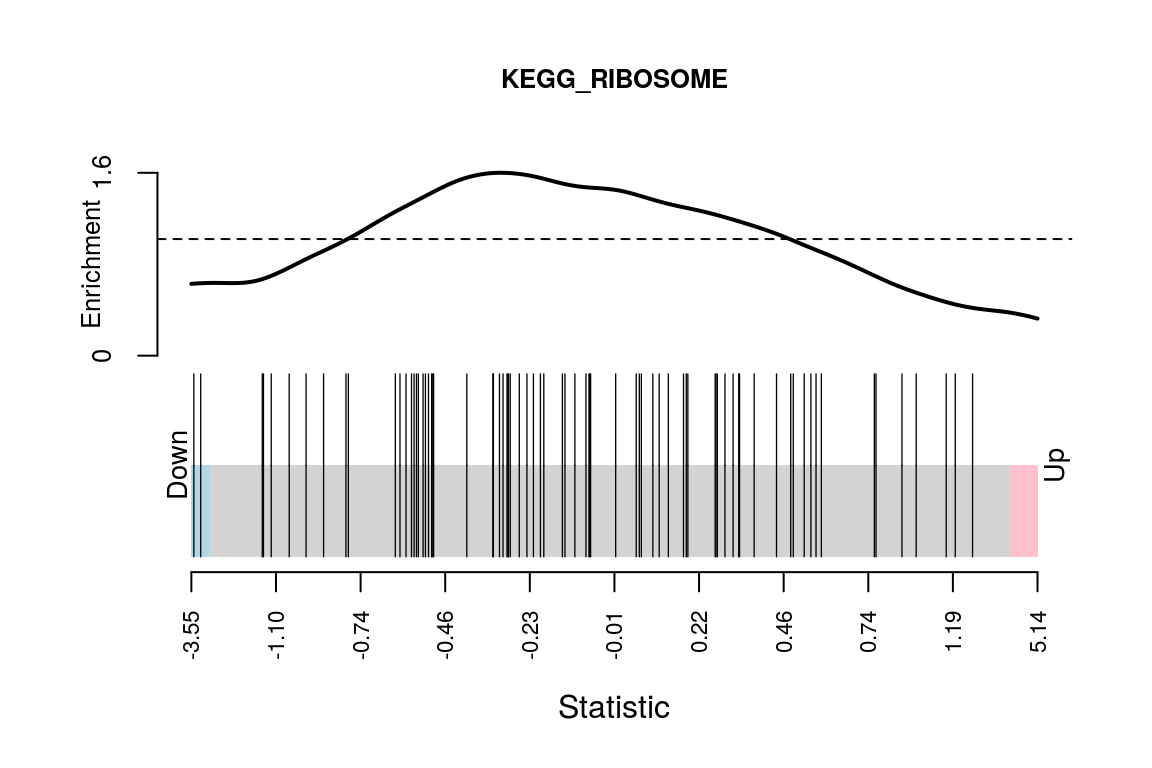 KEGG_RIBOSOME
1.6
Enrichment
0
Down
Up
-3.55 -1.10 -0.74 -0.46 -0.23 -0.01 0.22 0.46 0.74 1.19 5.14
Statistic